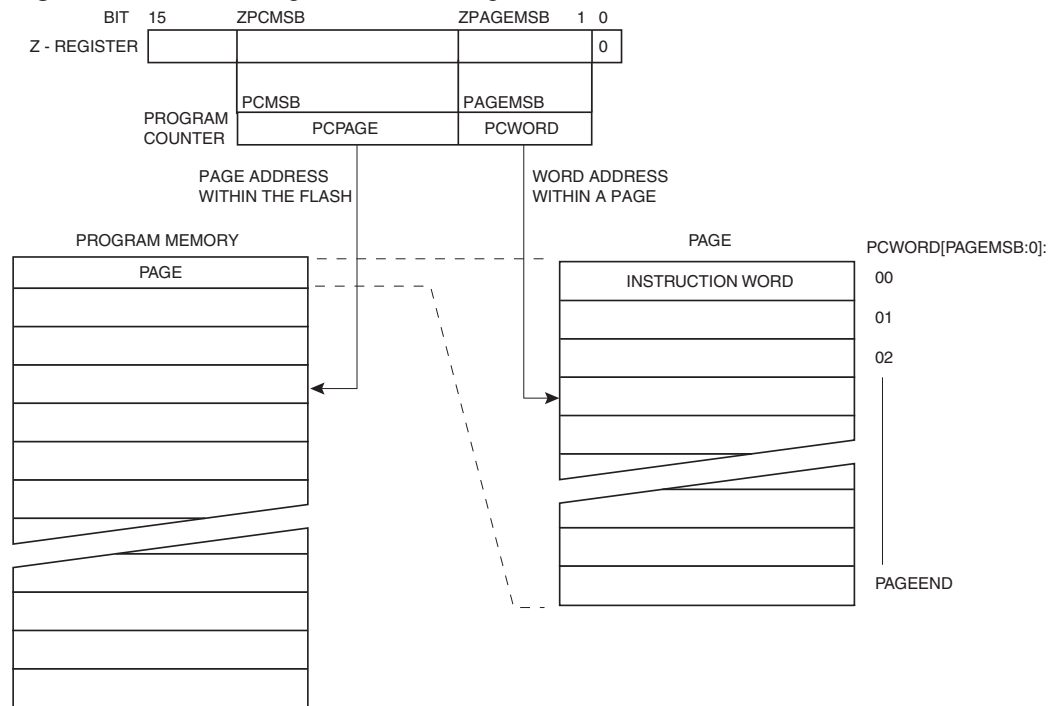 BIT 15 ZPCMSB ZPAGEMSB 1 0
Z - REGISTER 0
PCMSB PAGEMSB
PROGRAM
COUNTER
PCPAGE PCWORD
PAGE ADDRESS
WITHIN THE FLASH
WORD ADDRESS
WITHIN A PAGE
PROGRAM MEMORY
PAGE
PAGE
PCWORD[PAGEMSB:0]:
INSTRUCTION WORD 00
01
02
PAGEEND